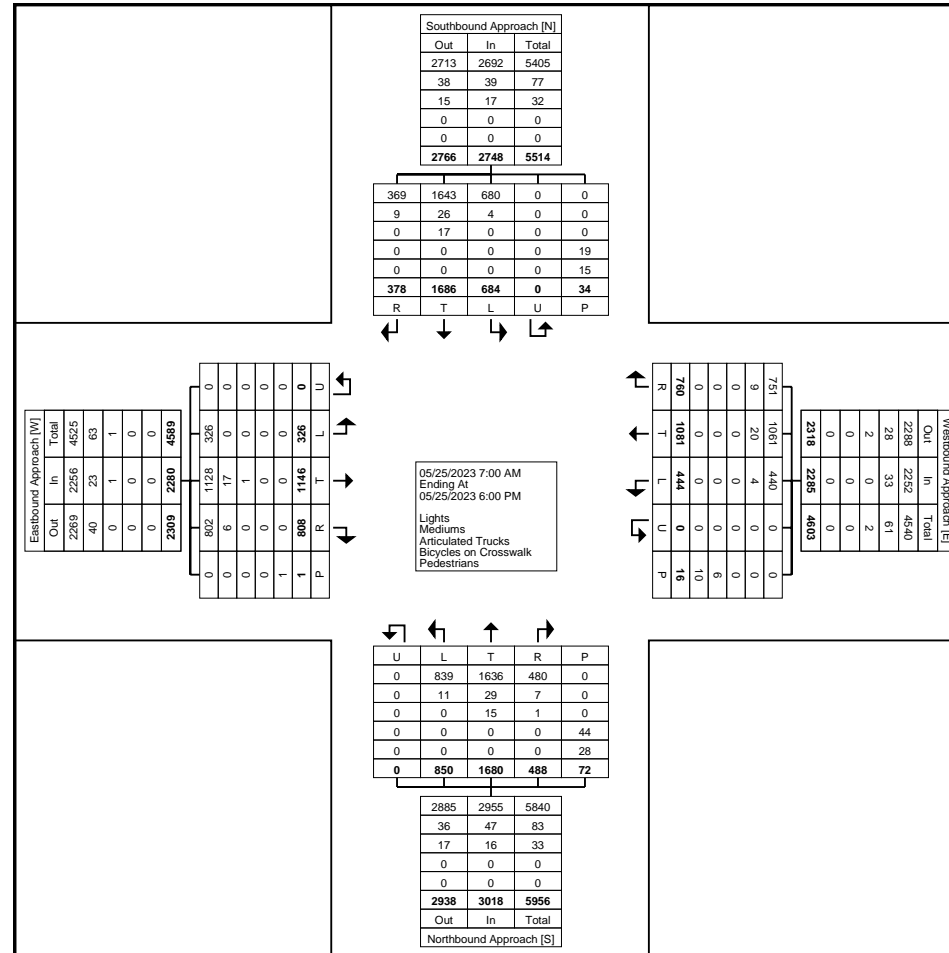 Southbound Approach [N]
Out In Total
2713 2692 5405
38 39 77
15 17 32
0 0 0
0 0 0
2766 2748 5514
369 1643 680 0 0
9 26 4 0 0
0 17 0 0 0
0 0 0 0 19
0 0 0 0 15
378 1686 684 0 34
R T L U P
Eastbound Approach [W]
Total In Out
4525 2256 2269
63 23 40
1 1 0
0 0 0
0 0 0
4589 2280 2309
0 326 1128 802 0
0 0 17 6 0
0 0 1 0 0
0 0 0 0 0
0 0 0 0 1
0 326 1146 808 1
U L T R P
05/25/2023 7:00 AM
Ending At
05/25/2023 6:00 PM
Lights
Mediums
Articulated Trucks
Bicycles on Crosswalk
Pedestrians
R T L U P
760 1081 444 0 16
0 0 0 0 10
0 0 0 0 6
0 0 0 0 0
9 20 4 0 0
751 1061 440 0 0
2318 2285 4603
0 0 0
0 0 0
2 0 2
28 33 61
2288 2252 4540
Out In Total
Westbound Approach [E]
U L T R P
0 839 1636 480 0
0 11 29 7 0
0 0 15 1 0
0 0 0 0 44
0 0 0 0 28
0 850 1680 488 72
2885 2955 5840
36 47 83
17 16 33
0 0 0
0 0 0
2938 3018 5956
Out In Total
Northbound Approach [S]